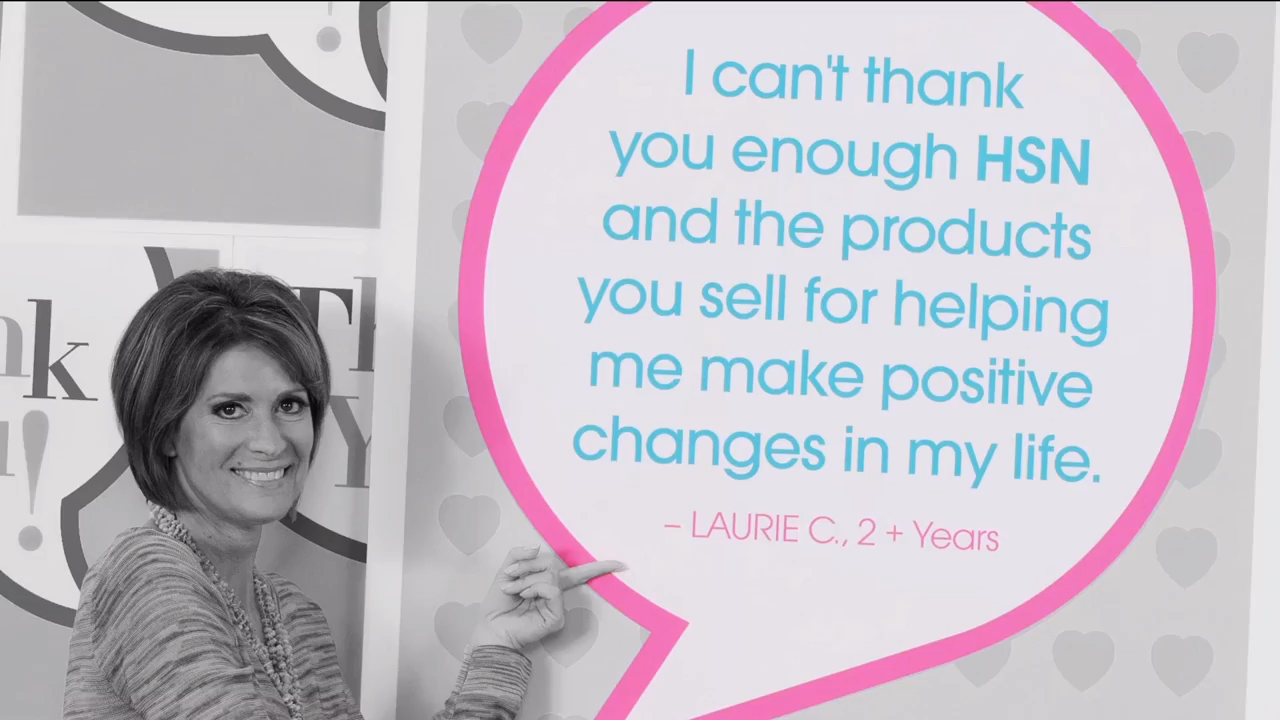 I can't thank
you enough HSN
and the products
you sell for helping
me make positive
changes in my life.
– LAURIE C., 2 + Years
k
Y